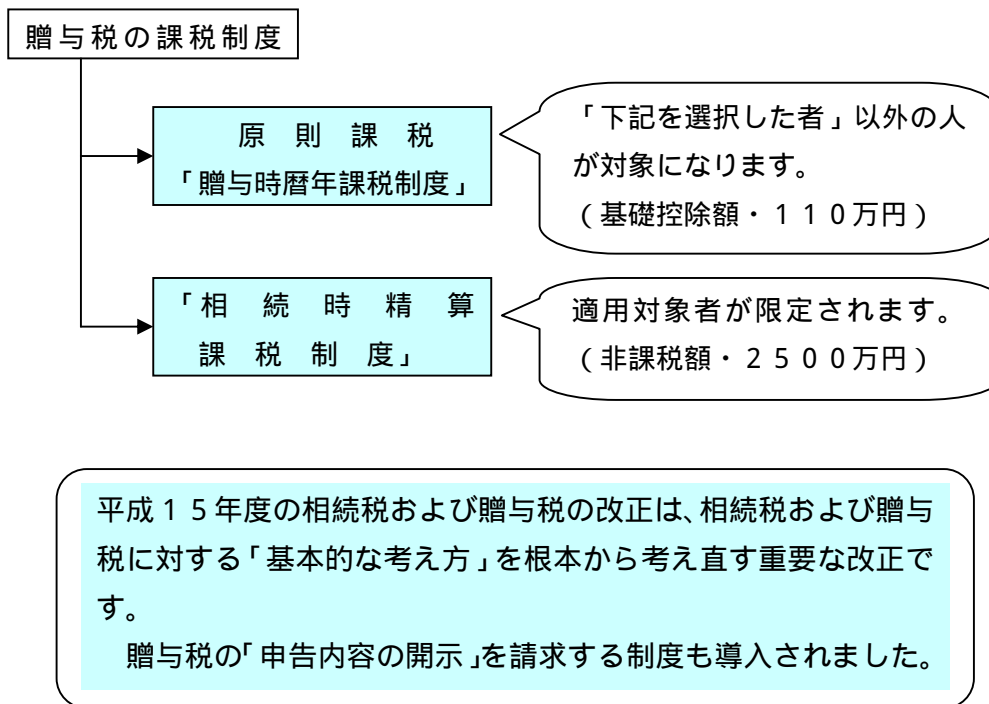 贈与税の課税制度
原則課税
「贈与時暦年課税制度」
「下記を選択した者」以外の人
が対象になります。
（基礎控除額・１１０万円）
「相続時精算
課税制度」
適用対象者が限定されます。
（非課税額・２５００万円）
平成１５年度の相続税および贈与税の改正は、相続税および贈与
税に対する「基本的な考え方」を根本から考え直す重要な改正で
す。
贈与税の「申告内容の開示」を請求する制度も導入されました。